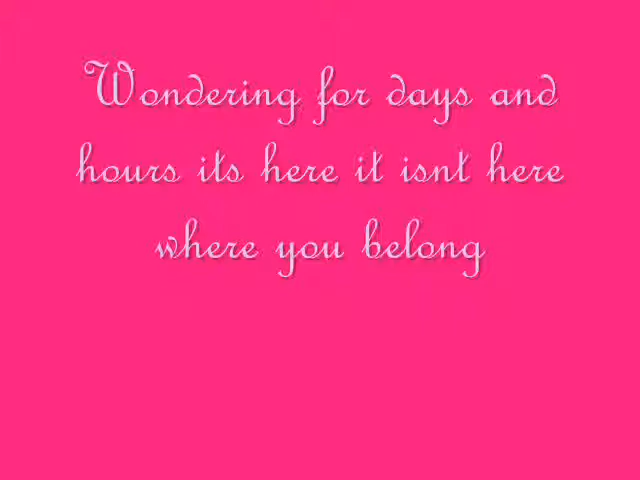 Wondering for days and
hours its here it isnt here
where you belong